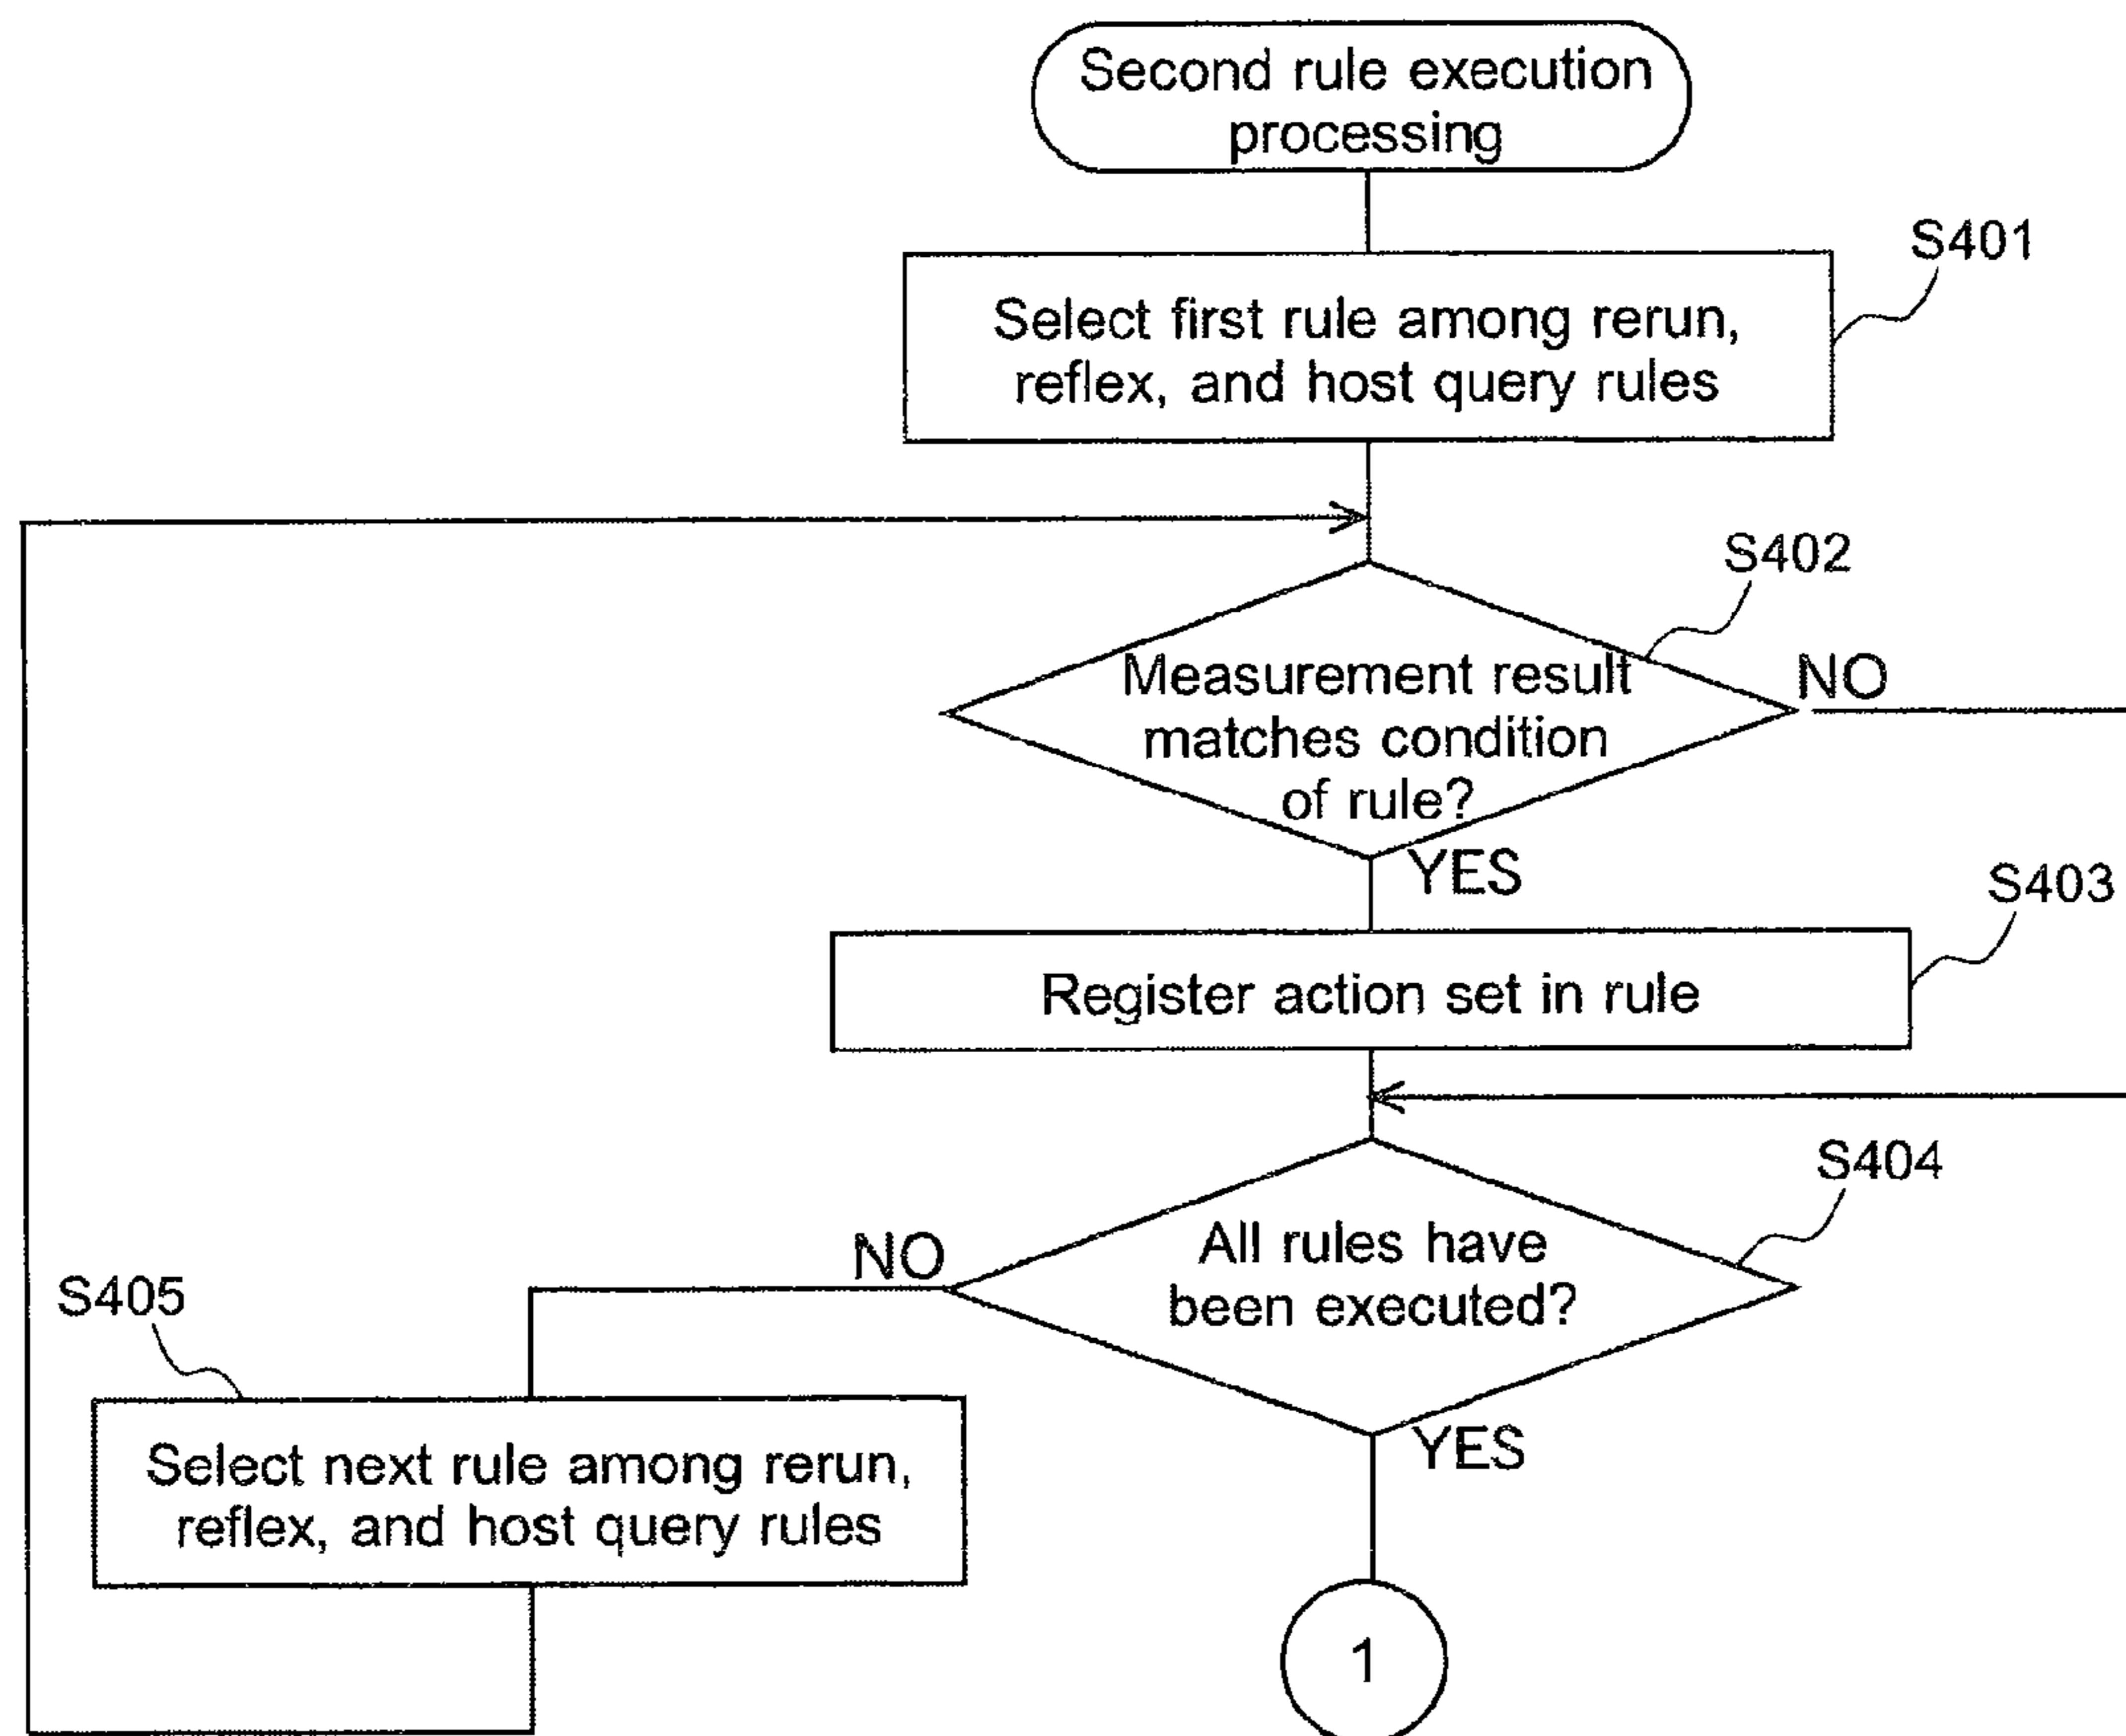 Second rule execution
processing
S401
Select first rule among rerun,
reflex, and host query rules
S402
Measurement result
matches condition
of rule?
NO
YES
S403
Register action set in rule
S404
All rules have
been executed?
NO
YES
S405
Select next rule among rerun,
reflex, and host query rules
1